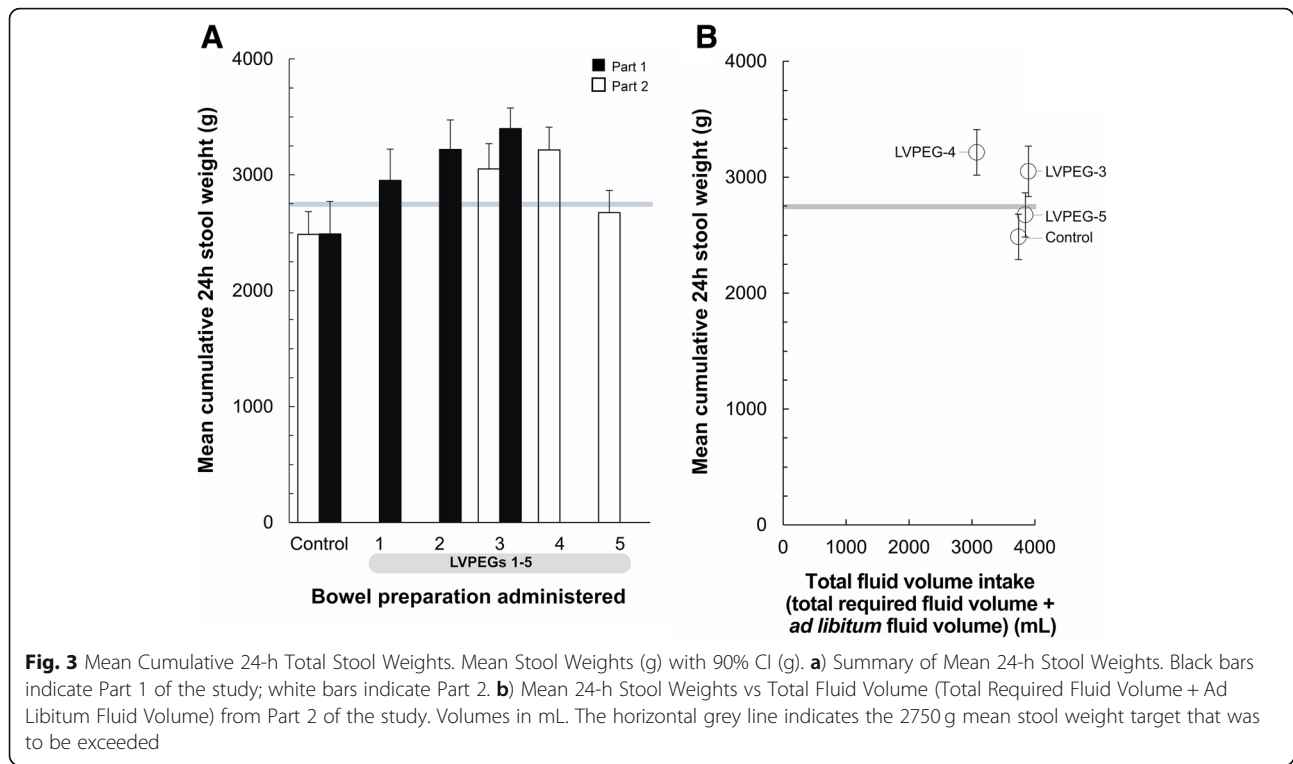 A
Mean cumulative 24h stool weight (g)
4000
3000
2000
1000
0
Part 1
Part 2
Control 1 2 3 4 5
LVPEGs 1-5
Bowel preparation administered
B
Mean cumulative 24h stool weight (g)
4000
3000
2000
1000
0
LVPEG-4
LVPEG-3
LVPEG-5
Control
0 1000 2000 3000 4000
Total fluid volume intake
(total required fluid volume +
ad libitum fluid volume) (mL)
Fig. 3 Mean Cumulative 24-h Total Stool Weights. Mean Stool Weights (g) with 90% CI (g). a) Summary of Mean 24-h Stool Weights. Black bars
indicate Part 1 of the study; white bars indicate Part 2. b) Mean 24-h Stool Weights vs Total Fluid Volume (Total Required Fluid Volume + Ad
Libitum Fluid Volume) from Part 2 of the study. Volumes in mL. The horizontal grey line indicates the 2750 g mean stool weight target that was
to be exceeded